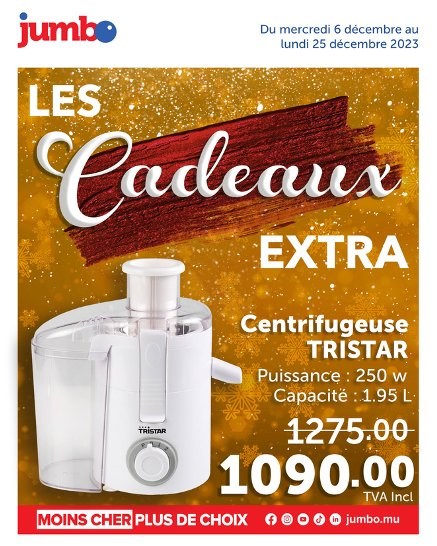 jumbo
Du mercredi 6 décembre au
lundi 25 décembre 2023
LES
Cadeaux
EXTRA
Centrifugeuse
TRISTAR
Puissance : 250 w
Capacité : 1.95 L
1275.00
1090.00
TVA Incl
TRISTAR
MOINS CHER PLUS DE CHOIX jumbo.mu